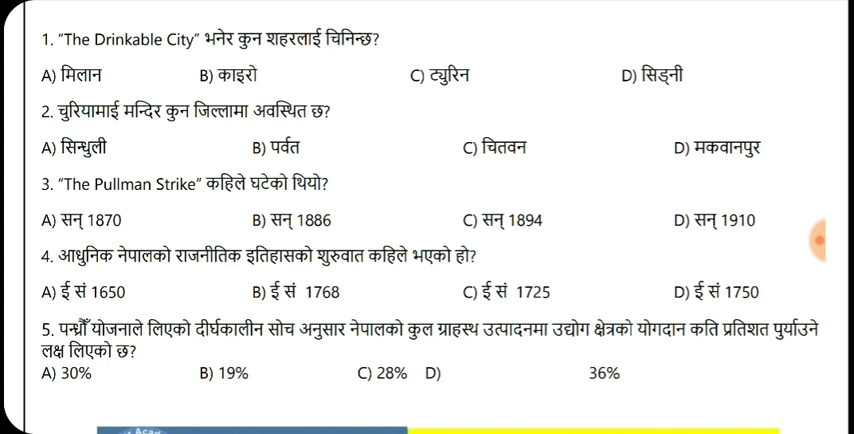 1. "The Drinkable City" भनेर कुन शहरलाई चिनिन्छ?
A) मिलान B) काइरो C) ट्युरिन D) सिड्नी
2. चुरियामाई मन्दिर कुन जिल्लामा अवस्थित छ?
A) सिन्धुली B) पर्वत C) चितवन D) मकवानपुर
3. "The Pullman Strike" कहिले घटेको थियो?
A) सन् 1870 B) सन् 1886 C) सन् 1894 D) सन् 1910
4. आधुनिक नेपालको राजनीतिक इतिहासको शुरुवात कहिले भएको हो?
A) ई सं 1650 B) ई सं 1768 C) ई सं 1725 D) ई सं 1750
5. पन्ध्रौँ योजनाले लिएको दीर्घकालीन सोच अनुसार नेपालको कुल ग्राहस्थ उत्पादनमा उद्योग क्षेत्रको योगदान कति प्रतिशत पुर्याउने
लक्ष लिएको छ?
A) 30% B) 19% C) 28% D) 36%